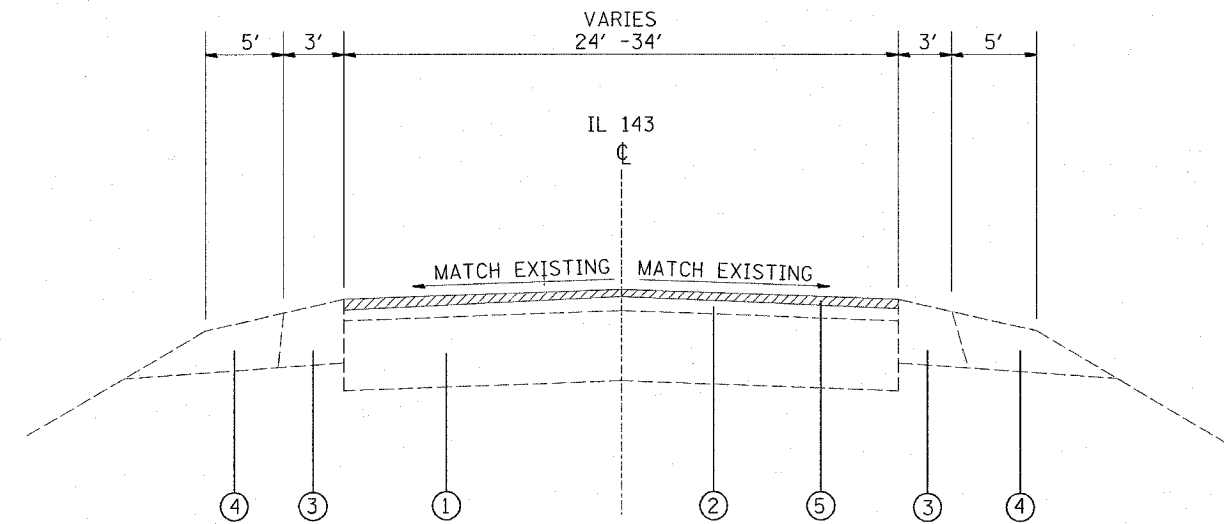 VARIES
5' 3' 24' -34' 3' 5'
IL 143
℄
MATCH EXISTING MATCH EXISTING
4 3 1 2 5 3 4